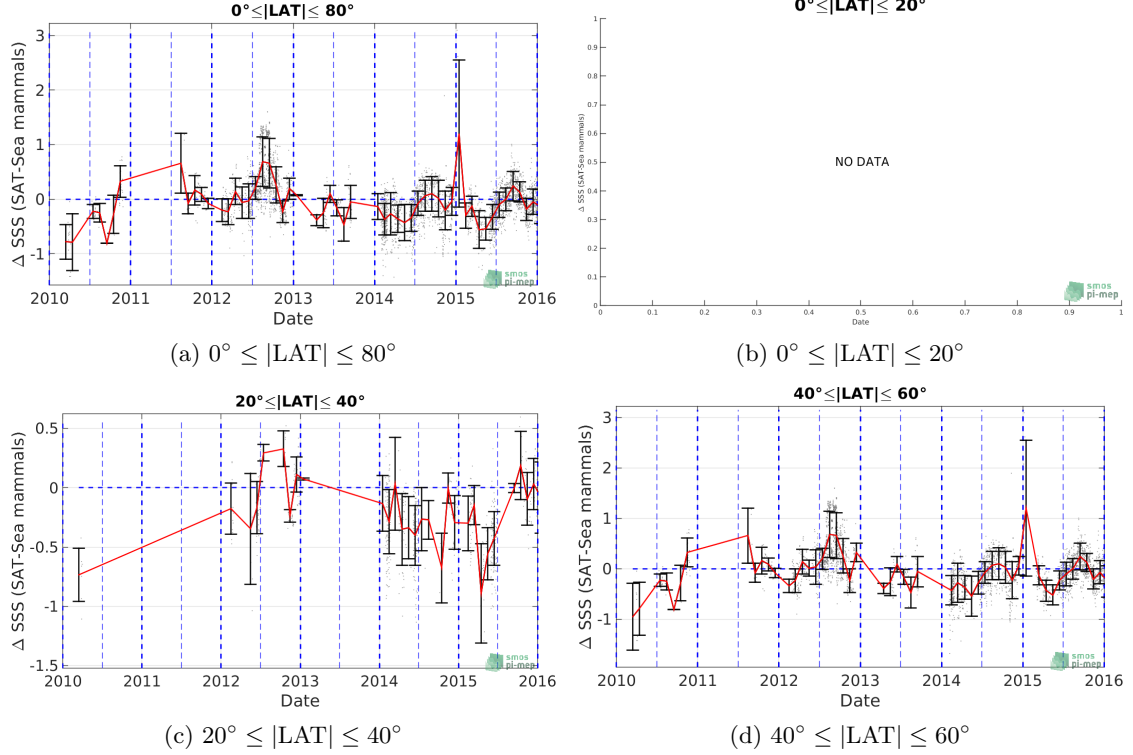 0°≤|LAT|≤ 80°
Δ SSS (SAT-Sea mammals)
3
2
1
0
-1
2010 2011 2012 2013 2014 2015 2016
Date
smos
pi-mep
(a) 0° ≤ |LAT| ≤ 80°
0°≤|LAT|≤ 20°
Δ SSS (SAT-Sea mammals)
1
0.9
0.8
0.7
0.6
0.5
0.4
0.3
0.2
0.1
0
NO DATA
0 0.1 0.2 0.3 0.4 0.5 0.6 0.7 0.8 0.9 1
Date
smos
pi-mep
(b) 0° ≤ |LAT| ≤ 20°
20°≤|LAT|≤ 40°
Δ SSS (SAT-Sea mammals)
0.5
0
-0.5
-1
-1.5
2010 2011 2012 2013 2014 2015 2016
Date
smos
pi-mep
(c) 20° ≤ |LAT| ≤ 40°
40°≤|LAT|≤ 60°
Δ SSS (SAT-Sea mammals)
3
2
1
0
-1
2010 2011 2012 2013 2014 2015 2016
Date
smos
pi-mep
(d) 40° ≤ |LAT| ≤ 60°